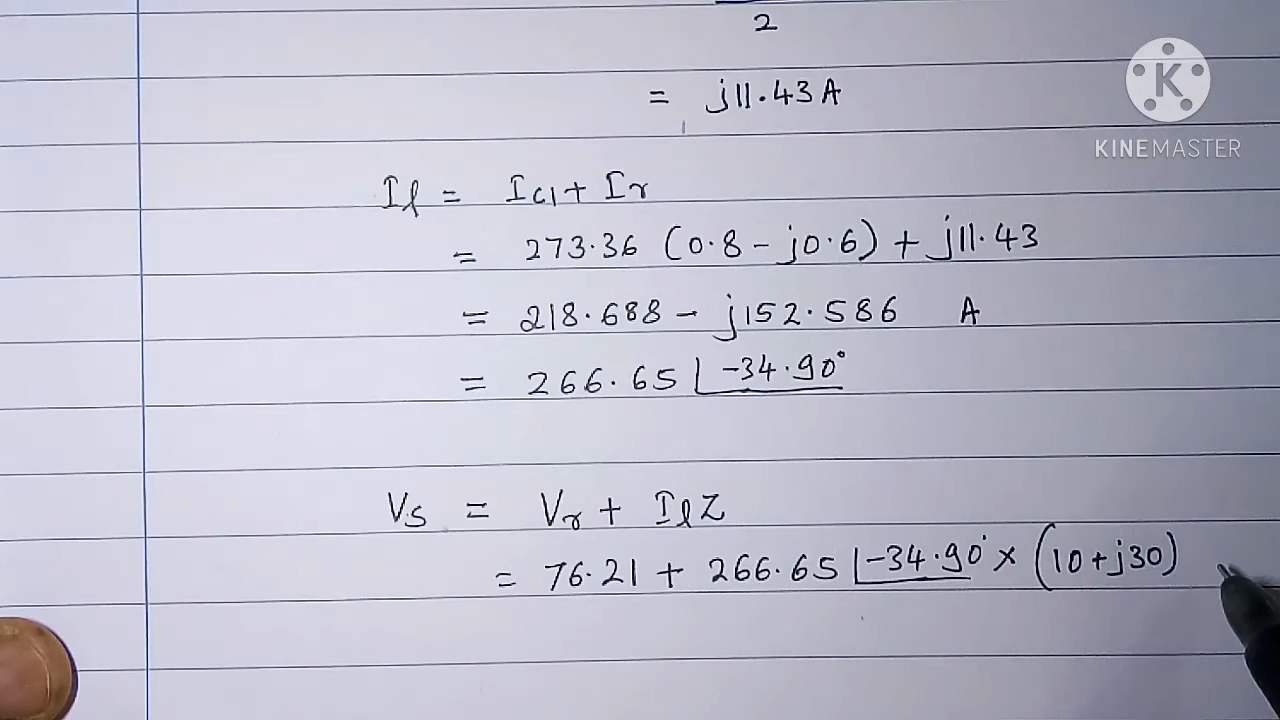 2
= j11.43 A
K
KINEMASTER
Il = Ic1 + Ir
= 273.36 (0.8 - j0.6) + j11.43
= 218.688 - j152.586 A
= 266.65 ∠-34.90°
Vs = Vr + IlZ
= 76.21 + 266.65 ∠-34.90° × (10 + j30)